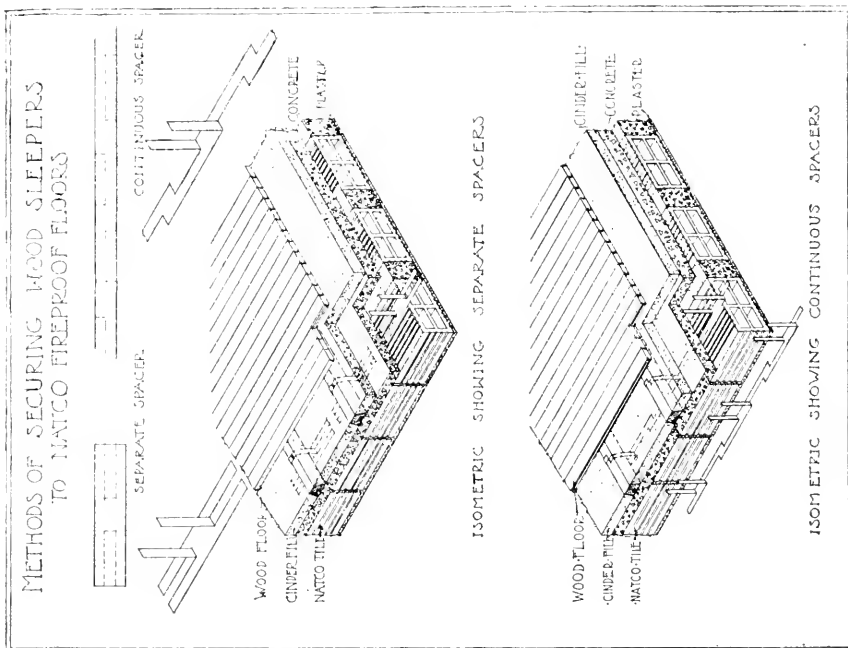 METHODS OF SECURING WOOD SLEEPERS
TO NATCO FIREPROOF FLOORS
SEPARATE SPACER
CONTINUOUS SPACER
WOOD FLOOR
CINDER FILL
NATCO TILE
CONCRETE
PLASTER
ISOMETRIC SHOWING SEPARATE SPACERS
WOOD·FLOOR
·CINDER·FILL
·NATCO·TILE
CINDER·FILL·
·CONCRETE
PLASTER
ISOMETRIC SHOWING CONTINUOUS SPACERS